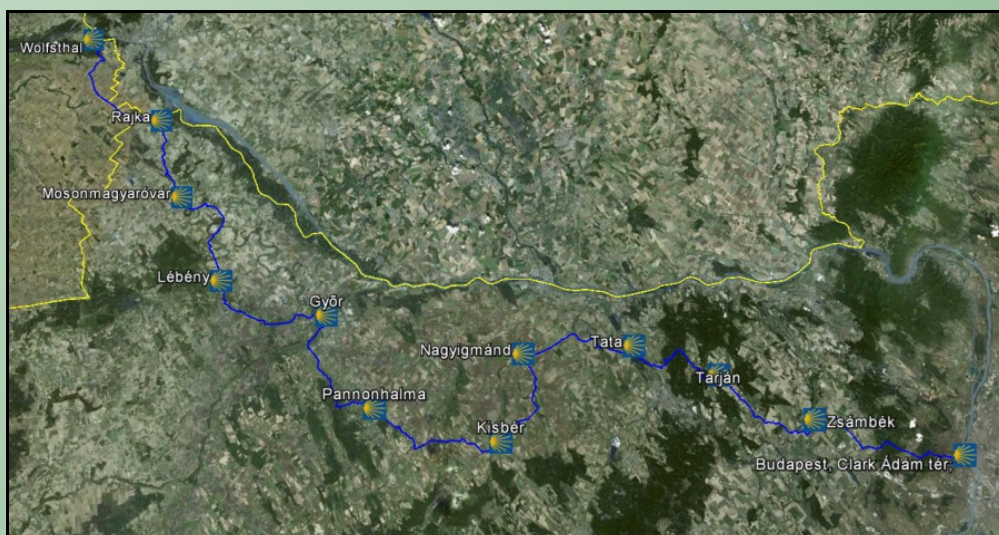 Wolfsthal
Rajka
Mosonmagyaróvár
Lébény
Győr
Nagyigmánd
Tata
Tarján
Pannonhalma
Kisbér
Zsámbék
Budapest, Clark Ádám tér,